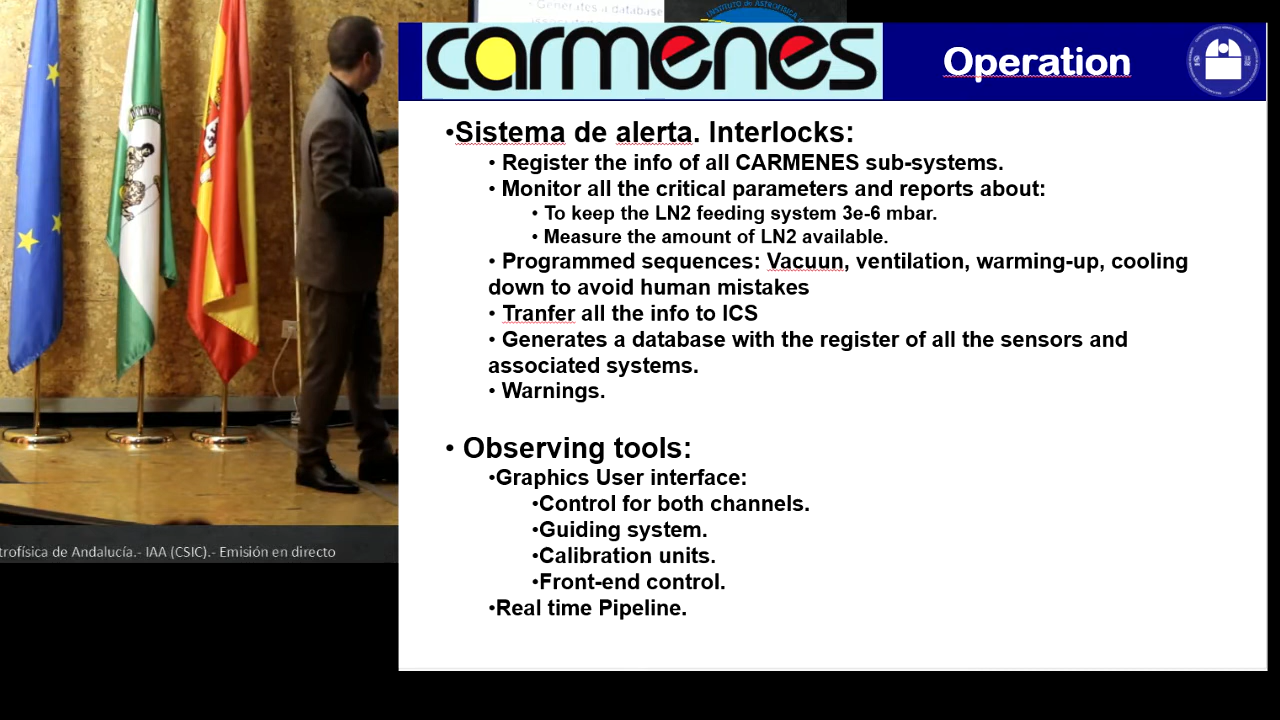 Generates a database
INSTITUTO de ASTROFISICA
carmenes
Operation
•Sistema de alerta. Interlocks:
• Register the info of all CARMENES sub-systems.
• Monitor all the critical parameters and reports about:
• To keep the LN2 feeding system 3e-6 mbar.
• Measure the amount of LN2 available.
• Programmed sequences: Vacuun, ventilation, warming-up, cooling
down to avoid human mistakes
• Tranfer all the info to ICS
• Generates a database with the register of all the sensors and
associated systems.
• Warnings.
• Observing tools:
•Graphics User interface:
•Control for both channels.
•Guiding system.
•Calibration units.
•Front-end control.
•Real time Pipeline.
trofísica de Andalucía.- IAA (CSIC).- Emisión en directo